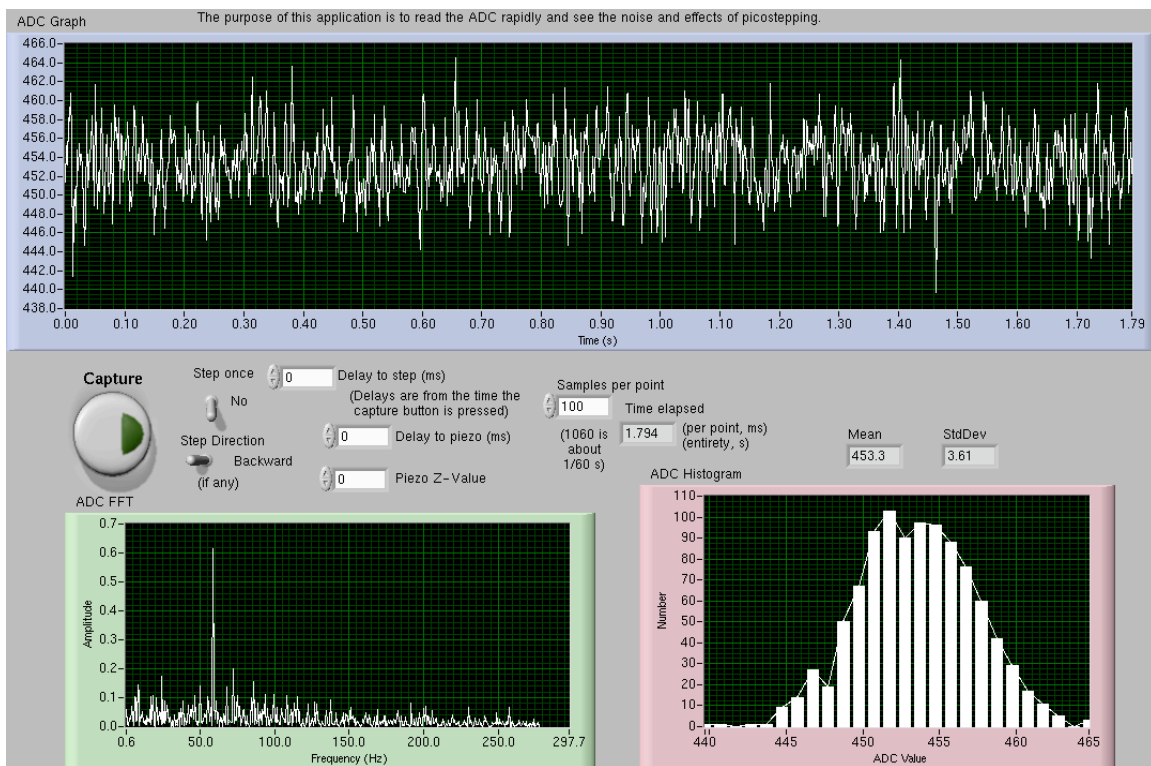 The purpose of this application is to read the ADC rapidly and see the noise and effects of picostepping.
ADC Graph
466.0-
464.0-
462.0-
460.0-
458.0-
456.0-
454.0-
452.0-
450.0-
448.0-
446.0-
444.0-
442.0-
440.0-
438.0-
0.00 0.10 0.20 0.30 0.40 0.50 0.60 0.70 0.80 0.90 1.00 1.10 1.20 1.30 1.40 1.50 1.60 1.70 1.79
Time (s)
Capture
Step once
No
Step Direction
Backward
(if any)
0 Delay to step (ms)
(Delays are from the time the
capture button is pressed)
0 Delay to piezo (ms)
0 Piezo Z-Value
Samples per point
100
(1060 is
about
1/60 s)
Time elapsed
1.794
(per point, ms)
(entirety, s)
Mean
453.3
StdDev
3.61
ADC FFT
0.7-
0.6-
0.5-
0.4-
0.3-
0.2-
0.1-
0.0-
Amplitude
0.6 50.0 100.0 150.0 200.0 250.0 297.7
Frequency (Hz)
ADC Histogram
110-
100-
90-
80-
70-
60-
50-
40-
30-
20-
10-
0-
Number
440 445 450 455 460 465
ADC Value